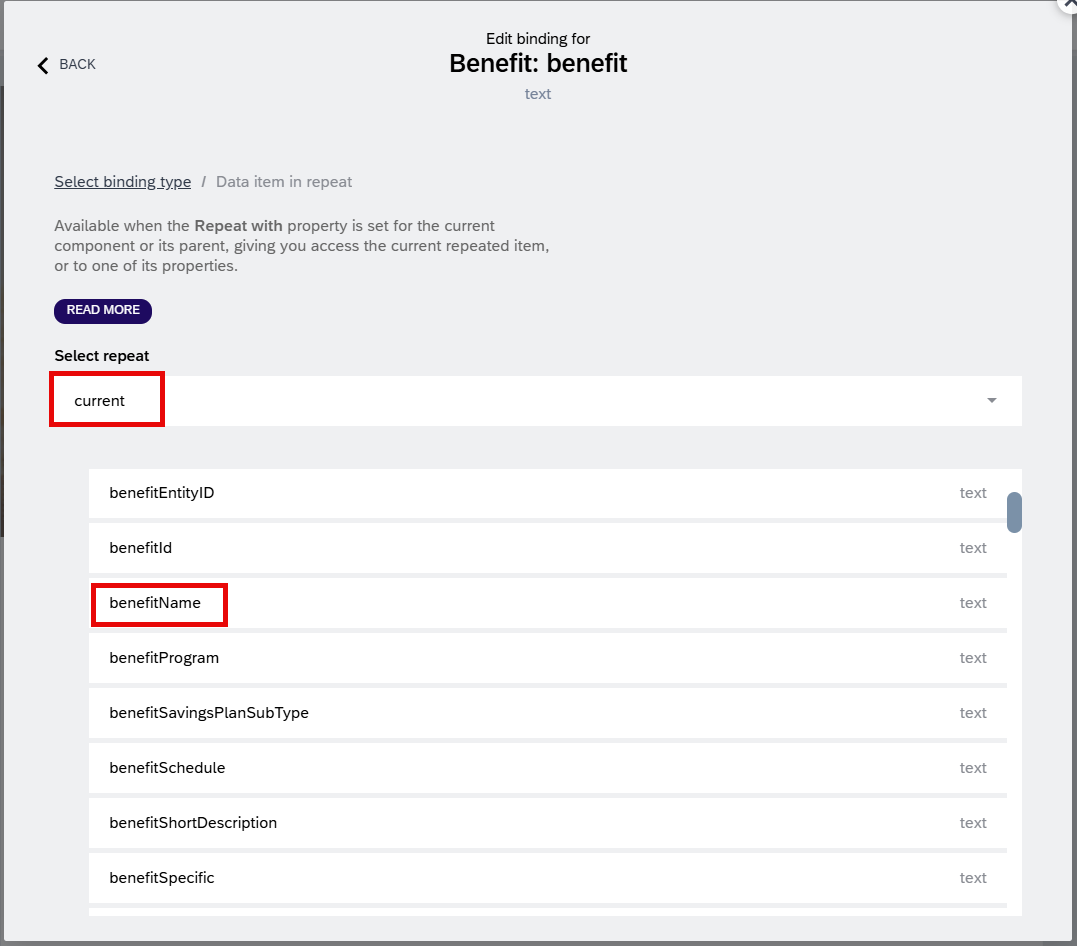 Edit binding for
BACK
Benefit: benefit
text
Select binding type / Data item in repeat
Available when the Repeat with property is set for the current
component or its parent, giving you access the current repeated item,
or to one of its properties.
READ MORE
Select repeat
current
benefitEntityID text
benefitId text
benefitName text
benefitProgram text
benefitSavingsPlanSubType text
benefitSchedule text
benefitShortDescription text
benefitSpecific text